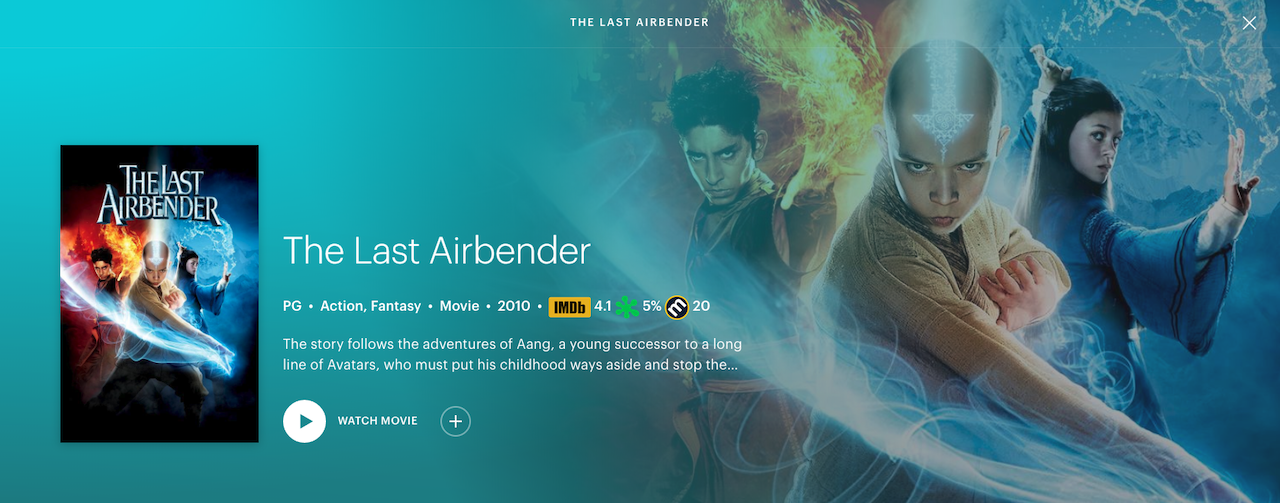 THE LAST AIRBENDER
THE LAST
AIRBENDER
The Last Airbender
PG • Action, Fantasy • Movie • 2010 • IMDb 4.1 5% m 20
The story follows the adventures of Aang, a young successor to a long
line of Avatars, who must put his childhood ways aside and stop the...
WATCH MOVIE